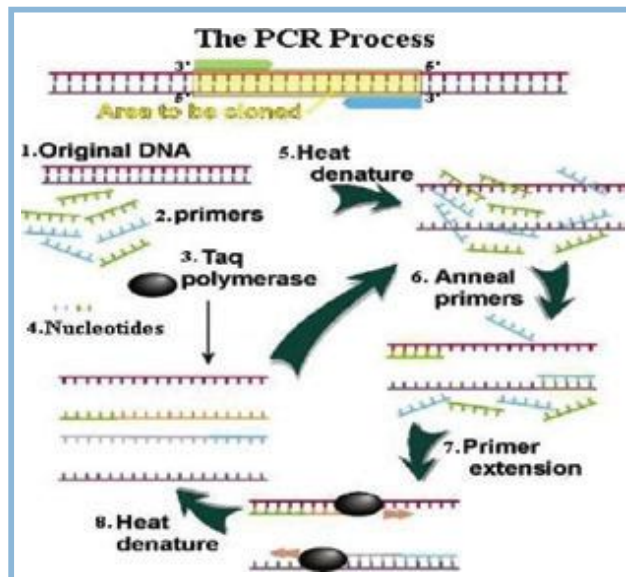 The PCR Process
3' 5'
5' 3'
Area to be cloned
1.Original DNA
2.primers
3. Taq
polymerase
4.Nucleotides
5.Heat
denature
6. Anneal
primers
7.Primer
extension
8.Heat
denature